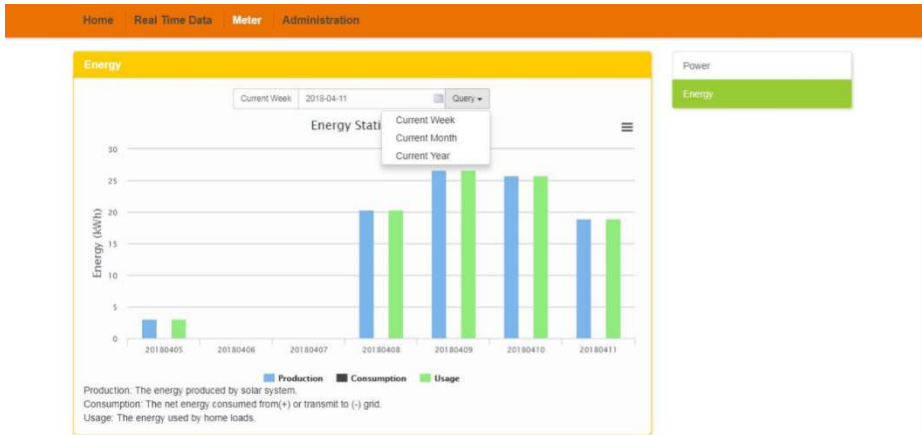 Home Real Time Data Meter Administration
Energy
Power
Energy
Current Week 2018-04-11 Query
Current Week
Current Month
Current Year
Energy Stati
30
25
20
15
10
5
0
Energy (kWh)
20180405 20180406 20180407 20180408 20180409 20180410 20180411
Production Consumption Usage
Production: The energy produced by solar system.
Consumption: The net energy consumed from(+) or transmit to (-) grid.
Usage: The energy used by home loads.